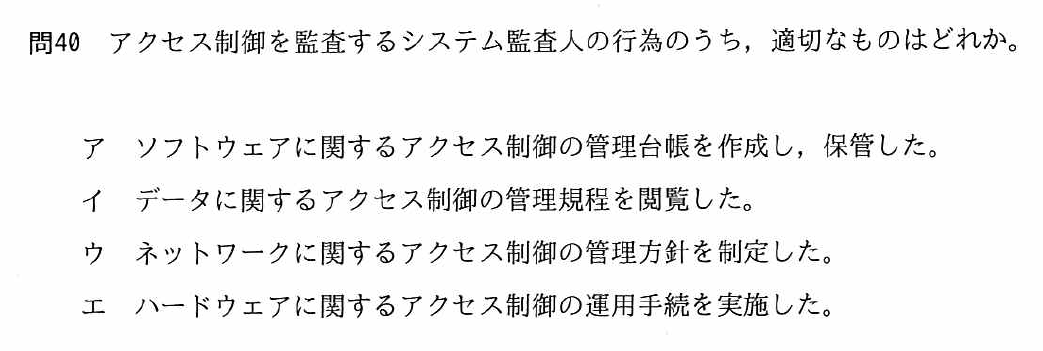 問40 アクセス制御を監査するシステム監査人の行為のうち，適切なものはどれか。
ア ソフトウェアに関するアクセス制御の管理台帳を作成し，保管した。
イ データに関するアクセス制御の管理規程を閲覧した。
ウ ネットワークに関するアクセス制御の管理方針を制定した。
エ ハードウェアに関するアクセス制御の運用手続を実施した。